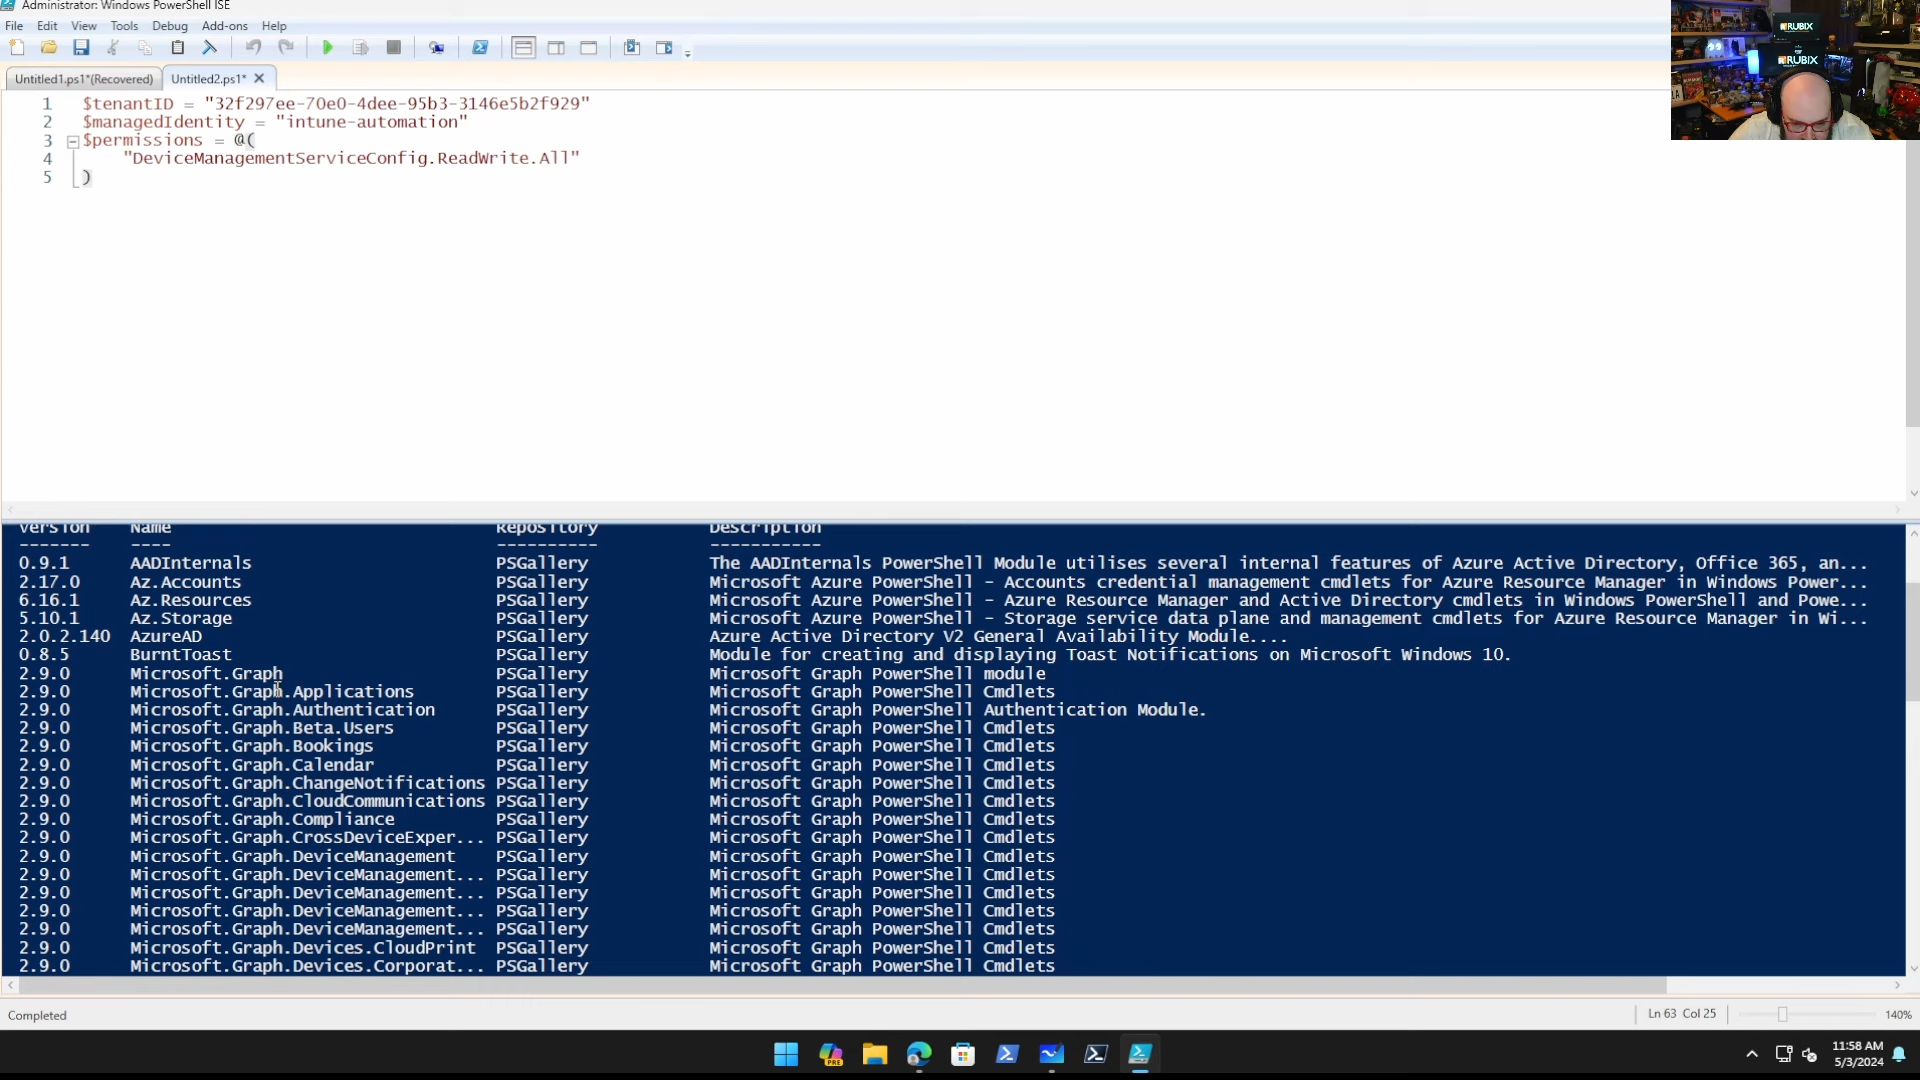 Administrator: Windows PowerShell ISE
File Edit View Tools Debug Add-ons Help
Untitled1.ps1*(Recovered) Untitled2.ps1* ✕
1 $tenantID = "32f297ee-70e0-4dee-95b3-3146e5b2f929"
2 $managedIdentity = "intune-automation"
3 $permissions = @(
4 "DeviceManagementServiceConfig.ReadWrite.All"
5 )
RUBIX
RUBIX
Version Name Repository Description
------- ---- ---------- -----------
0.9.1 AADInternals PSGallery The AADInternals PowerShell Module utilises several internal features of Azure Active Directory, Office 365, an...
2.17.0 Az.Accounts PSGallery Microsoft Azure PowerShell - Accounts credential management cmdlets for Azure Resource Manager in Windows Power...
6.16.1 Az.Resources PSGallery Microsoft Azure PowerShell - Azure Resource Manager and Active Directory cmdlets in Windows PowerShell and Powe...
5.10.1 Az.Storage PSGallery Microsoft Azure PowerShell - Storage service data plane and management cmdlets for Azure Resource Manager in Wi...
2.0.2.140 AzureAD PSGallery Azure Active Directory V2 General Availability Module....
0.8.5 BurntToast PSGallery Module for creating and displaying Toast Notifications on Microsoft Windows 10.
2.9.0 Microsoft.Graph PSGallery Microsoft Graph PowerShell module
2.9.0 Microsoft.Graph.Applications PSGallery Microsoft Graph PowerShell Cmdlets
2.9.0 Microsoft.Graph.Authentication PSGallery Microsoft Graph PowerShell Authentication Module.
2.9.0 Microsoft.Graph.Beta.Users PSGallery Microsoft Graph PowerShell Cmdlets
2.9.0 Microsoft.Graph.Bookings PSGallery Microsoft Graph PowerShell Cmdlets
2.9.0 Microsoft.Graph.Calendar PSGallery Microsoft Graph PowerShell Cmdlets
2.9.0 Microsoft.Graph.ChangeNotifications PSGallery Microsoft Graph PowerShell Cmdlets
2.9.0 Microsoft.Graph.CloudCommunications PSGallery Microsoft Graph PowerShell Cmdlets
2.9.0 Microsoft.Graph.Compliance PSGallery Microsoft Graph PowerShell Cmdlets
2.9.0 Microsoft.Graph.CrossDeviceExper... PSGallery Microsoft Graph PowerShell Cmdlets
2.9.0 Microsoft.Graph.DeviceManagement PSGallery Microsoft Graph PowerShell Cmdlets
2.9.0 Microsoft.Graph.DeviceManagement... PSGallery Microsoft Graph PowerShell Cmdlets
2.9.0 Microsoft.Graph.DeviceManagement... PSGallery Microsoft Graph PowerShell Cmdlets
2.9.0 Microsoft.Graph.DeviceManagement... PSGallery Microsoft Graph PowerShell Cmdlets
2.9.0 Microsoft.Graph.DeviceManagement... PSGallery Microsoft Graph PowerShell Cmdlets
2.9.0 Microsoft.Graph.Devices.CloudPrint PSGallery Microsoft Graph PowerShell Cmdlets
2.9.0 Microsoft.Graph.Devices.Corporat... PSGallery Microsoft Graph PowerShell Cmdlets
Completed
Ln 63 Col 25
140%
PRE
11:58 AM
5/3/2024